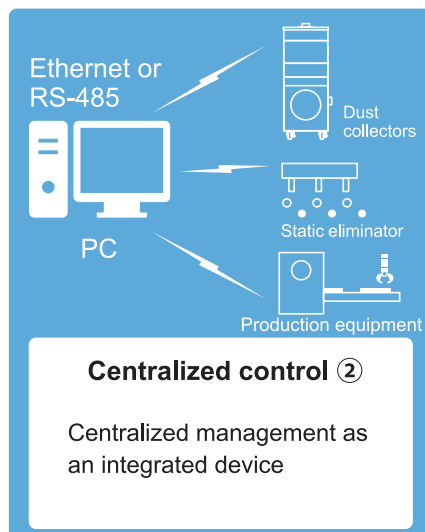 Ethernet or
RS-485
Dust
collectors
Static eliminator
PC
Production equipment
Centralized control ②
Centralized management as
an integrated device